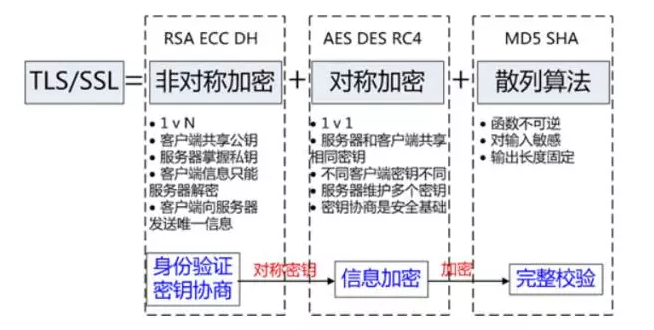 RSA ECC DH
AES DES RC4
MD5 SHA
TLS/SSL = 非对称加密 + 对称加密 + 散列算法
• 1 v N
• 客户端共享公钥
• 服务器掌握私钥
• 客户端信息只能
服务器解密
• 客户端向服务器
发送唯一信息
• 1 v 1
• 服务器和客户端共享
相同密钥
• 不同客户端密钥不同
• 服务器维护多个密钥
• 密钥协商是安全基础
• 函数不可逆
• 对输入敏感
• 输出长度固定
身份验证
密钥协商
对称密钥
信息加密
加密
完整校验